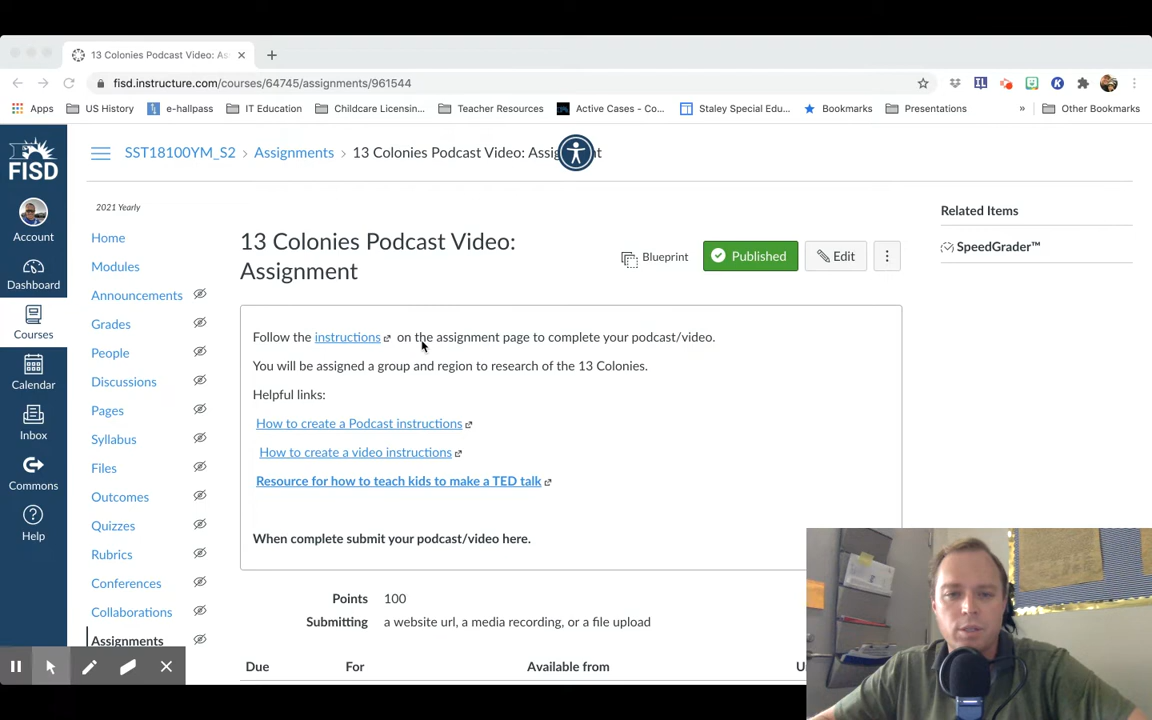 13 Colonies Podcast Video: As
fisd.instructure.com/courses/64745/assignments/961544
Apps
US History
e-hallpass
IT Education
Childcare Licensin...
Teacher Resources
Active Cases - Co...
Staley Special Edu...
Bookmarks
Presentations
»
Other Bookmarks
FISD
SST18100YM_S2 › Assignments › 13 Colonies Podcast Video: Assig nt
2021 Yearly
Account
Dashboard
Courses
Calendar
Inbox
Commons
Help
Home
Modules
Announcements
Grades
People
Discussions
Pages
Syllabus
Files
Outcomes
Quizzes
Rubrics
Conferences
Collaborations
Assignments
13 Colonies Podcast Video:
Assignment
Blueprint
Published
Edit
Follow the instructions on the assignment page to complete your podcast/video.
You will be assigned a group and region to research of the 13 Colonies.
Helpful links:
How to create a Podcast instructions
How to create a video instructions
Resource for how to teach kids to make a TED talk
When complete submit your podcast/video here.
Points 100
Submitting a website url, a media recording, or a file upload
Due For Available from U
Related Items
SpeedGrader™